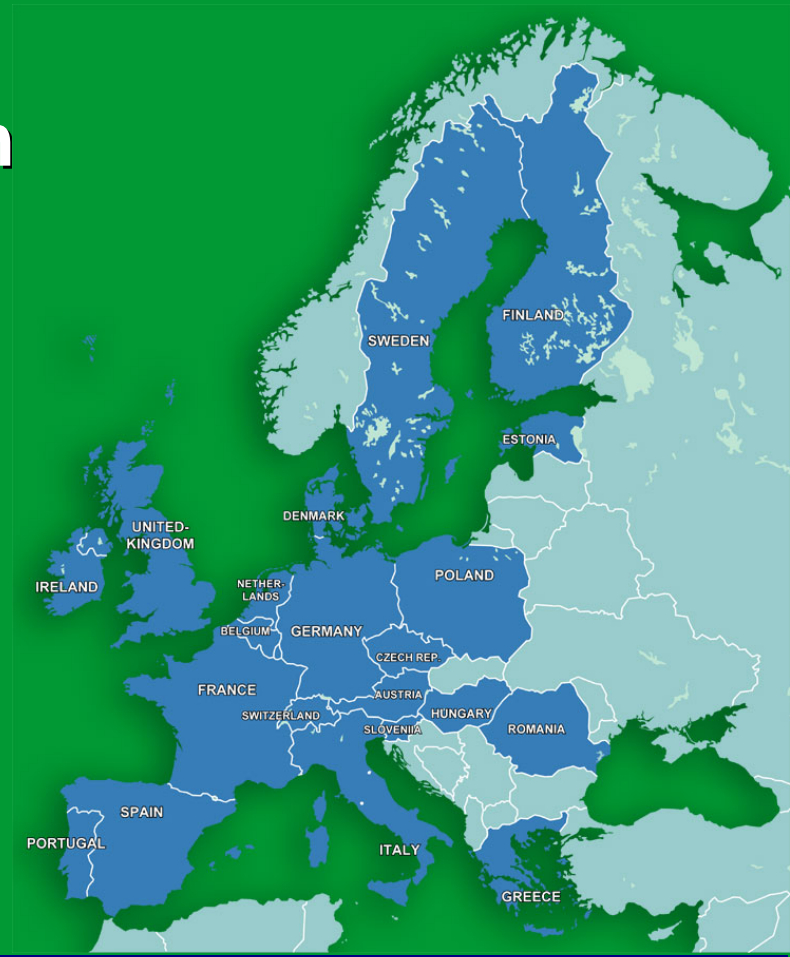 n
FINLAND
SWEDEN
ESTONIA
DENMARK
UNITED-
KINGDOM
IRELAND
NETHER-
LANDS
POLAND
BELGIUM
GERMANY
CZECH REP.
FRANCE
AUSTRIA
SWITZERLAND
HUNGARY
SLOVENIIA
ROMANIA
SPAIN
PORTUGAL
ITALY
GREECE